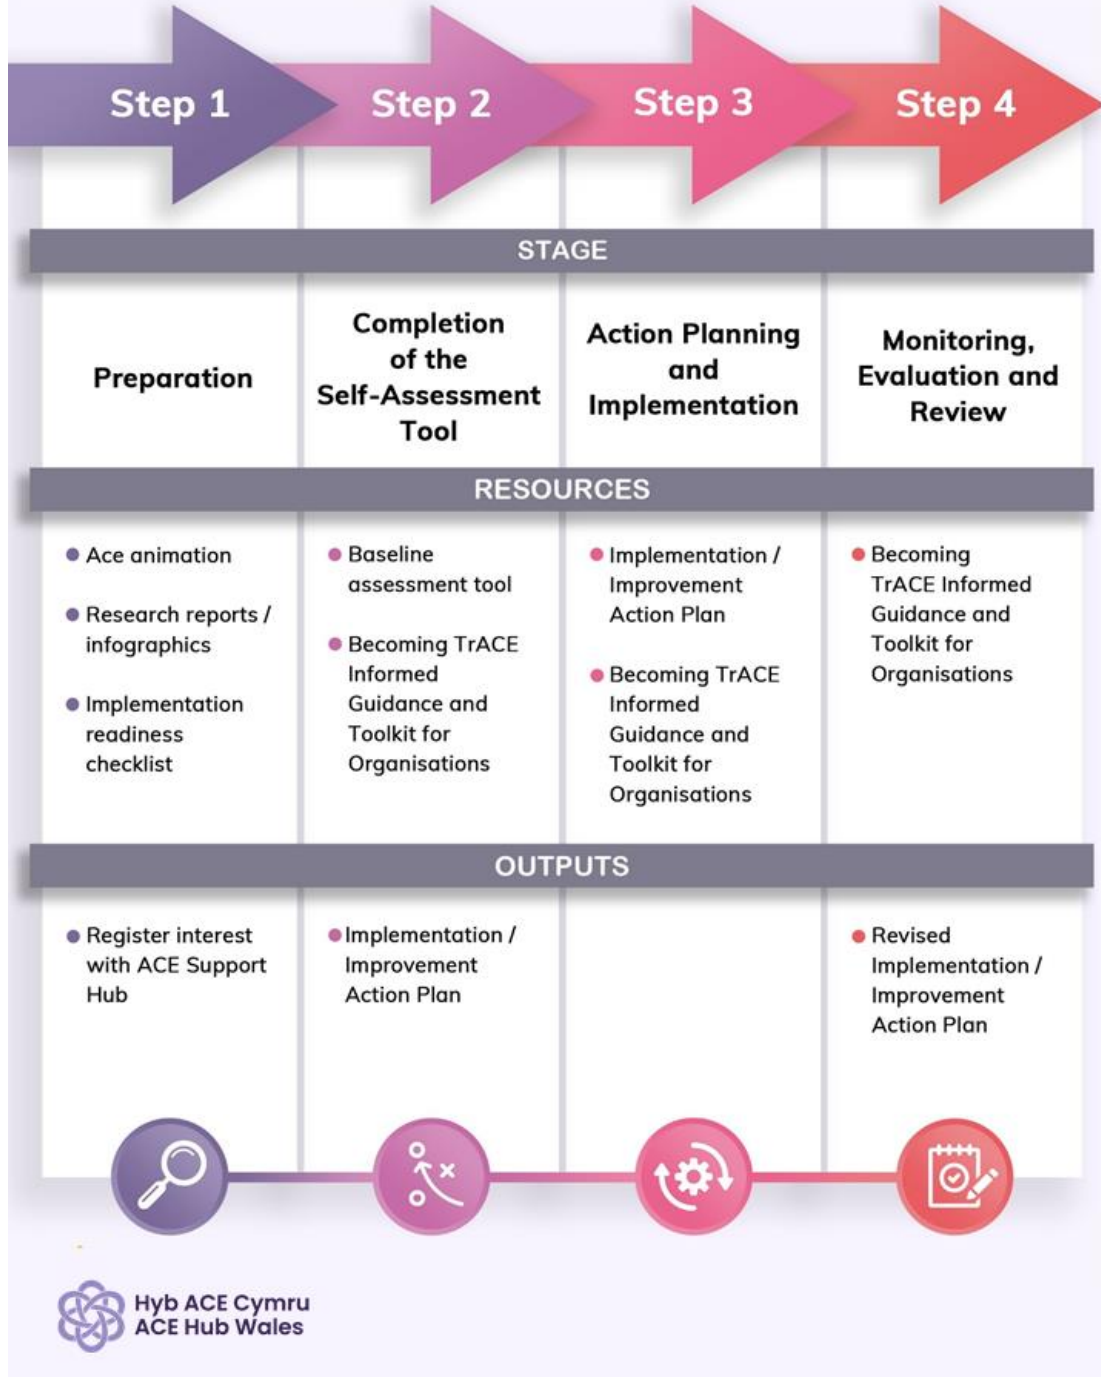 Step 1
Step 2
Step 3
Step 4
STAGE
Preparation
Completion
of the
Self-Assessment
Tool
Action Planning
and
Implementation
Monitoring,
Evaluation and
Review
RESOURCES
Ace animation
Research reports /
infographics
Implementation
readiness
checklist
Baseline
assessment tool
Becoming TrACE
Informed
Guidance and
Toolkit for
Organisations
Implementation /
Improvement
Action Plan
Becoming TrACE
Informed
Guidance and
Toolkit for
Organisations
Becoming
TrACE Informed
Guidance and
Toolkit for
Organisations
OUTPUTS
Register interest
with ACE Support
Hub
Implementation /
Improvement
Action Plan
Revised
Implementation /
Improvement
Action Plan
Hyb ACE Cymru
ACE Hub Wales